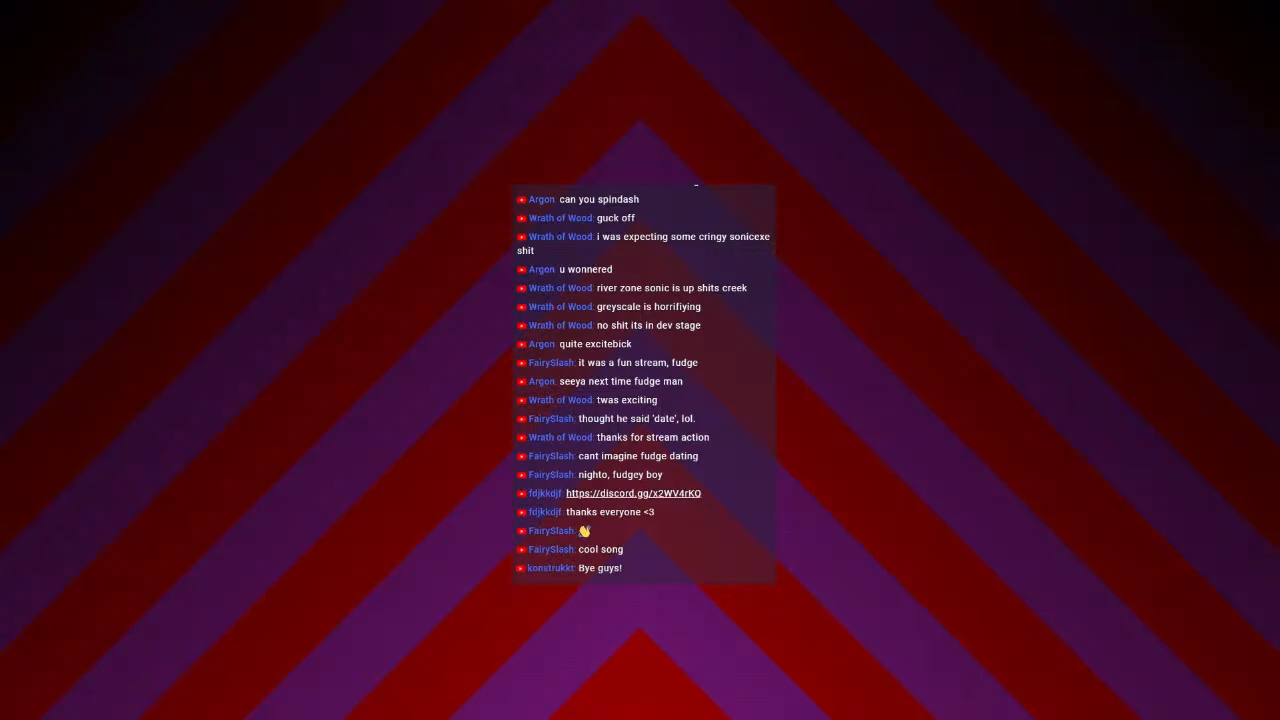 Argon: can you spindash
Wrath of Wood: guck off
Wrath of Wood: i was expecting some cringy sonicexe
shit
Argon: u wonnered
Wrath of Wood: river zone sonic is up shits creek
Wrath of Wood: greyscale is horrifiying
Wrath of Wood: no shit its in dev stage
Argon: quite excitebick
FairySlash: it was a fun stream, fudge
Argon: seeya next time fudge man
Wrath of Wood: twas exciting
FairySlash: thought he said 'date', lol.
Wrath of Wood: thanks for stream action
FairySlash: cant imagine fudge dating
FairySlash: nighto, fudgey boy
fdjkkdjf: https://discord.gg/x2WV4rKQ
fdjkkdjf: thanks everyone <3
FairySlash: 👋
FairySlash: cool song
konstrukkt: Bye guys!